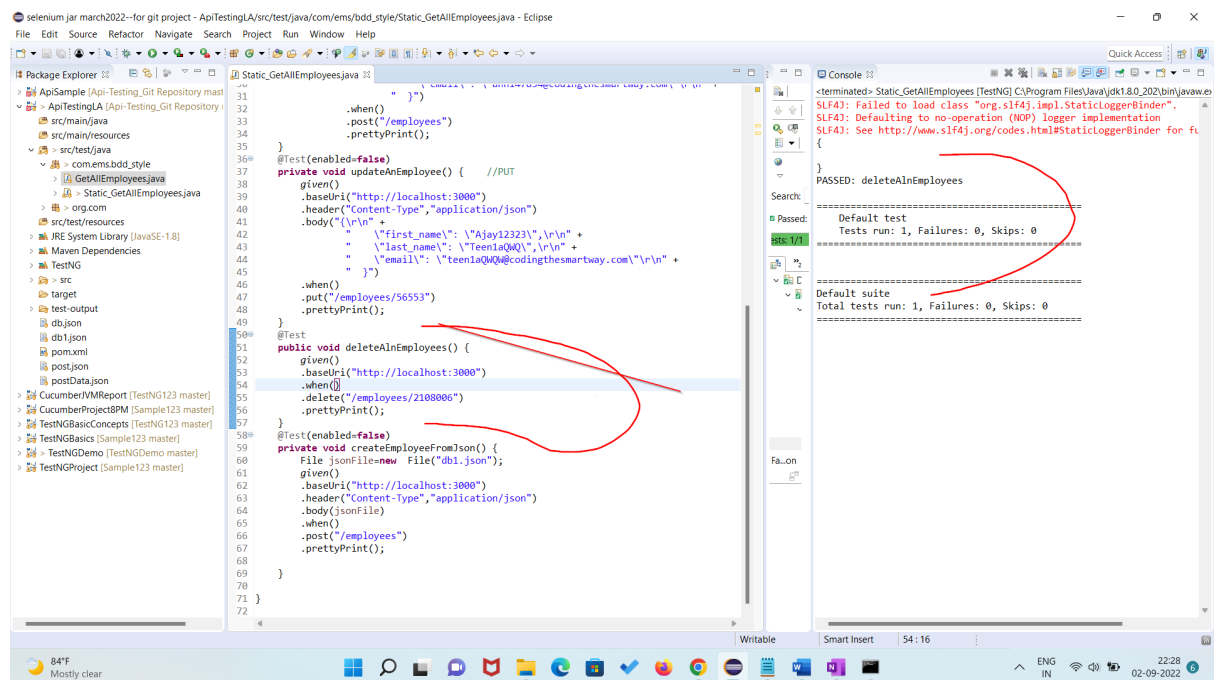 selenium jar march2022--for git project - ApiTestingLA/src/test/java/com/ems/bdd_style/Static_GetAllEmployees.java - Eclipse
File Edit Source Refactor Navigate Search Project Run Window Help
Quick Access
Package Explorer
ApiSample [Api-Testing_Git Repository mast
> ApiTestingLA [Api-Testing_Git Repository
src/main/java
src/main/resources
> src/test/java
> com.ems.bdd_style
GetAllEmployees.java
> Static_GetAllEmployees.java
> org.com
src/test/resources
JRE System Library [JavaSE-1.8]
Maven Dependencies
TestNG
> src
target
test-output
db.json
db1.json
pom.xml
post.json
postData.json
CucumberJVMReport [TestNG123 master]
CucumberProject8PM [Sample123 master]
TestNGBasicConcepts [TestNG123 master]
TestNGBasics [Sample123 master]
> TestNGDemo [TestNGDemo master]
TestNGProject [Sample123 master]
Static_GetAllEmployees.java
31 " }")
32 .when()
33 .post("/employees")
34 .prettyPrint();
35 }
36 @Test(enabled=false)
37 private void updateAnEmployee() { //PUT
38 given()
39 .baseUri("http://localhost:3000")
40 .header("Content-Type","application/json")
41 .body("{\r\n" +
42 " \"first_name\": \"Ajay12323\",\r\n" +
43 " \"last_name\": \"Teen1aQWQ\",\r\n" +
44 " \"email\": \"teen1aQWQW@codingthesmartway.com\"\r\n" +
45 " }")
46 .when()
47 .put("/employees/56553")
48 .prettyPrint();
49 }
50 @Test
51 public void deleteAlnEmployees() {
52 given()
53 .baseUri("http://localhost:3000")
54 .when()
55 .delete("/employees/2108006")
56 .prettyPrint();
57 }
58 @Test(enabled=false)
59 private void createEmployeeFromJson() {
60 File jsonFile=new File("db1.json");
61 given()
62 .baseUri("http://localhost:3000")
63 .header("Content-Type","application/json")
64 .body(jsonFile)
65 .when()
66 .post("/employees")
67 .prettyPrint();
68
69 }
70
71 }
72
Search:
Passed:
ests: 1/1
Fa...on
Console
<terminated> Static_GetAllEmployees [TestNG] C:\Program Files\Java\jdk1.8.0_202\bin\javaw.ex
SLF4J: Failed to load class "org.slf4j.impl.StaticLoggerBinder".
SLF4J: Defaulting to no-operation (NOP) logger implementation
SLF4J: See http://www.slf4j.org/codes.html#StaticLoggerBinder for fu
{
}
PASSED: deleteAlnEmployees
===============================================
Default test
Tests run: 1, Failures: 0, Skips: 0
===============================================
===============================================
Default suite
Total tests run: 1, Failures: 0, Skips: 0
===============================================
Writable
Smart Insert
54 : 16
84°F
Mostly clear
ENG
IN
22:28
02-09-2022
6